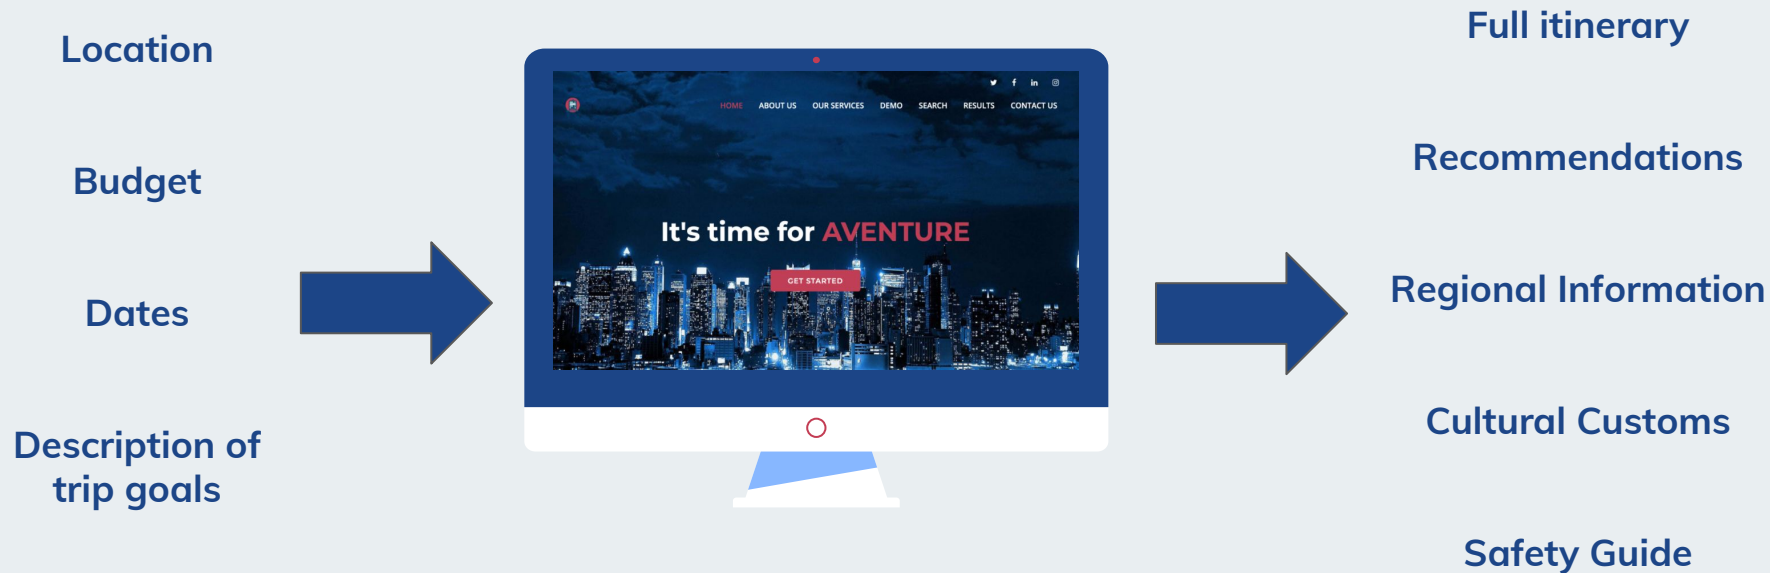 Location
Budget
Dates
Description of
trip goals
HOME ABOUT US OUR SERVICES DEMO SEARCH RESULTS CONTACT US
It's time for AVENTURE
GET STARTED
Full itinerary
Recommendations
Regional Information
Cultural Customs
Safety Guide